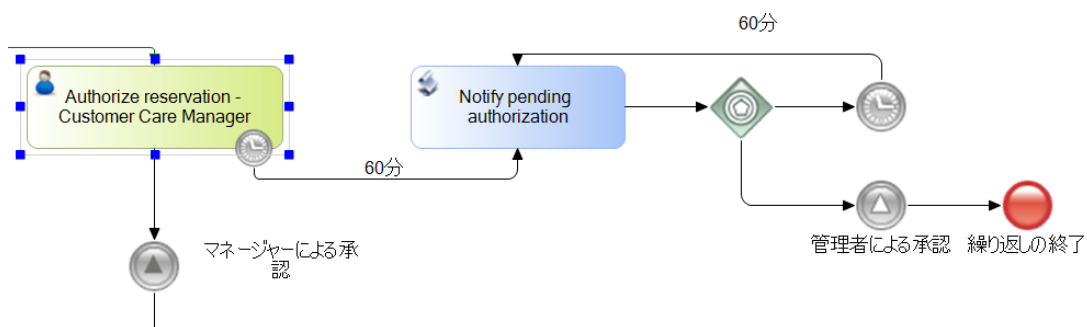 60分
Authorize reservation -
Customer Care Manager
Notify pending
authorization
60分
マネージャーによる承
認
管理者による承認
繰り返しの終了